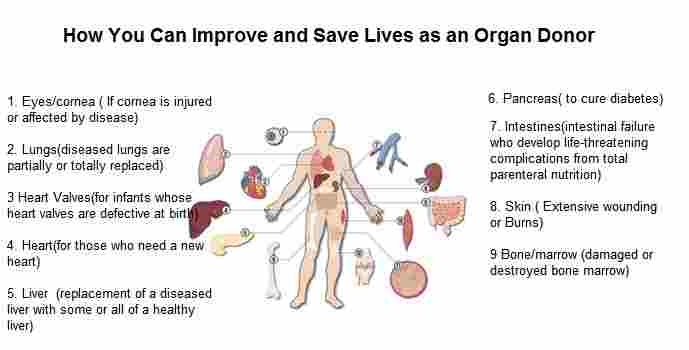 How You Can Improve and Save Lives as an Organ Donor
1. Eyes/cornea ( If cornea is injured
or affected by disease)
2. Lungs(diseased lungs are
partially or totally replaced)
3 Heart Valves(for infants whose
heart valves are defective at birth)
4. Heart(for those who need a new
heart)
5. Liver (replacement of a diseased
liver with some or all of a healthy
liver)
6. Pancreas( to cure diabetes)
7. Intestines(intestinal failure
who develop life-threatening
complications from total
parenteral nutrition)
8. Skin ( Extensive wounding
or Burns)
9 Bone/marrow (damaged or
destroyed bone marrow)